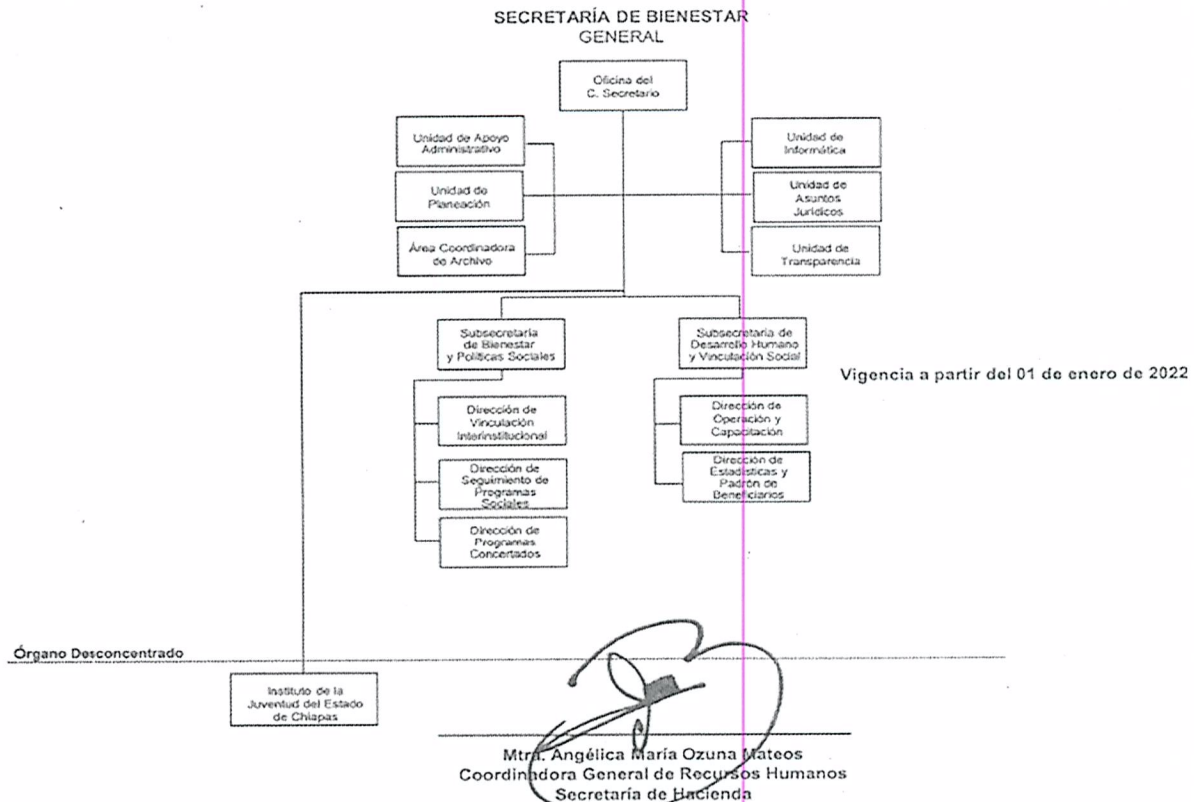 SECRETARÍA DE BIENESTAR
GENERAL
Oficina del
C. Secretario
Unidad de Apoyo
Administrativo
Unidad de
Informática
Unidad de
Planeación
Unidad de
Asuntos
Jurídicos
Área Coordinadora
de Archivo
Unidad de
Transparencia
Subsecretaría
de Bienestar
y Políticas Sociales
Subsecretaría de
Desarrollo Humano
y Vinculación Social
Vigencia a partir del 01 de enero de 2022
Dirección de
Vinculación
Interinstitucional
Dirección de
Operación y
Capacitación
Dirección de
Seguimiento de
Programas
Sociales
Dirección de
Estadísticas y
Padrón de
Beneficiarios
Dirección de
Programas
Concertados
Órgano Desconcentrado
Instituto de la
Juventud del Estado
de Chiapas
Mtra. Angélica María Ozuna Mateos
Coordinadora General de Recursos Humanos
Secretaría de Hacienda